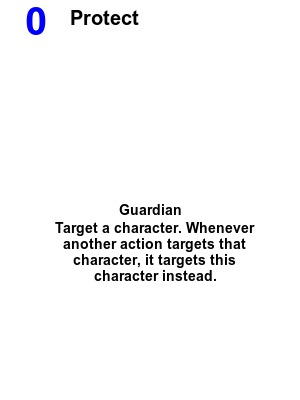 0 Protect
Guardian
Target a character. Whenever
another action targets that
character, it targets this
character instead.